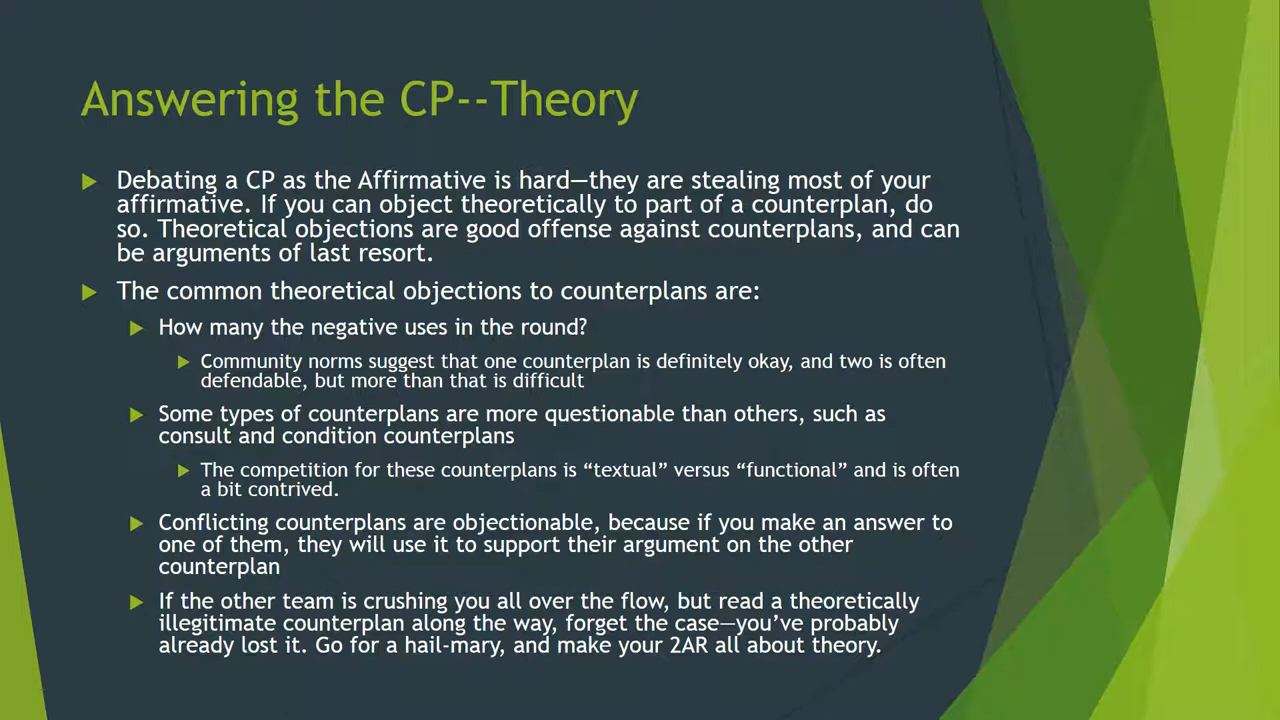 Answering the CP--Theory
Debating a CP as the Affirmative is hard—they are stealing most of your
affirmative. If you can object theoretically to part of a counterplan, do
so. Theoretical objections are good offense against counterplans, and can
be arguments of last resort.
The common theoretical objections to counterplans are:
How many the negative uses in the round?
Community norms suggest that one counterplan is definitely okay, and two is often
defendable, but more than that is difficult
Some types of counterplans are more questionable than others, such as
consult and condition counterplans
The competition for these counterplans is “textual” versus “functional” and is often
a bit contrived.
Conflicting counterplans are objectionable, because if you make an answer to
one of them, they will use it to support their argument on the other
counterplan
If the other team is crushing you all over the flow, but read a theoretically
illegitimate counterplan along the way, forget the case—you’ve probably
already lost it. Go for a hail-mary, and make your 2AR all about theory.